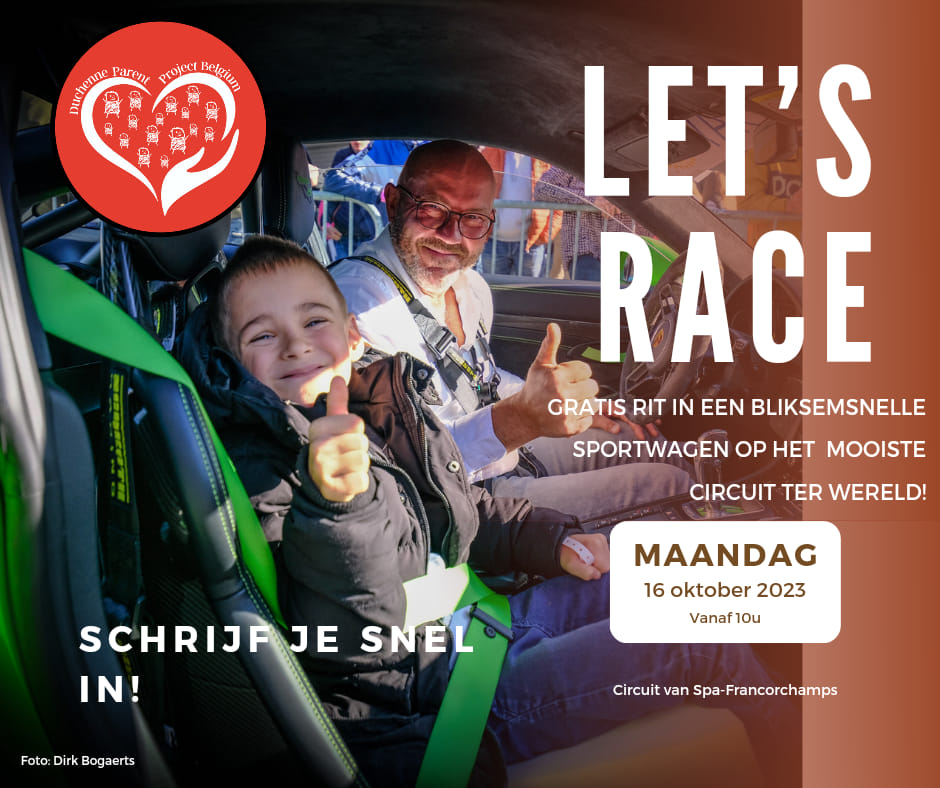 Duchenne Parent Project Belgium
LET'S
RACE
GRATIS RIT IN EEN BLIKSEMSNELLE
SPORTWAGEN OP HET MOOISTE
CIRCUIT TER WERELD!
MAANDAG
16 oktober 2023
Vanaf 10u
Circuit van Spa-Francorchamps
SCHRIJF JE SNEL
IN!
Foto: Dirk Bogaerts